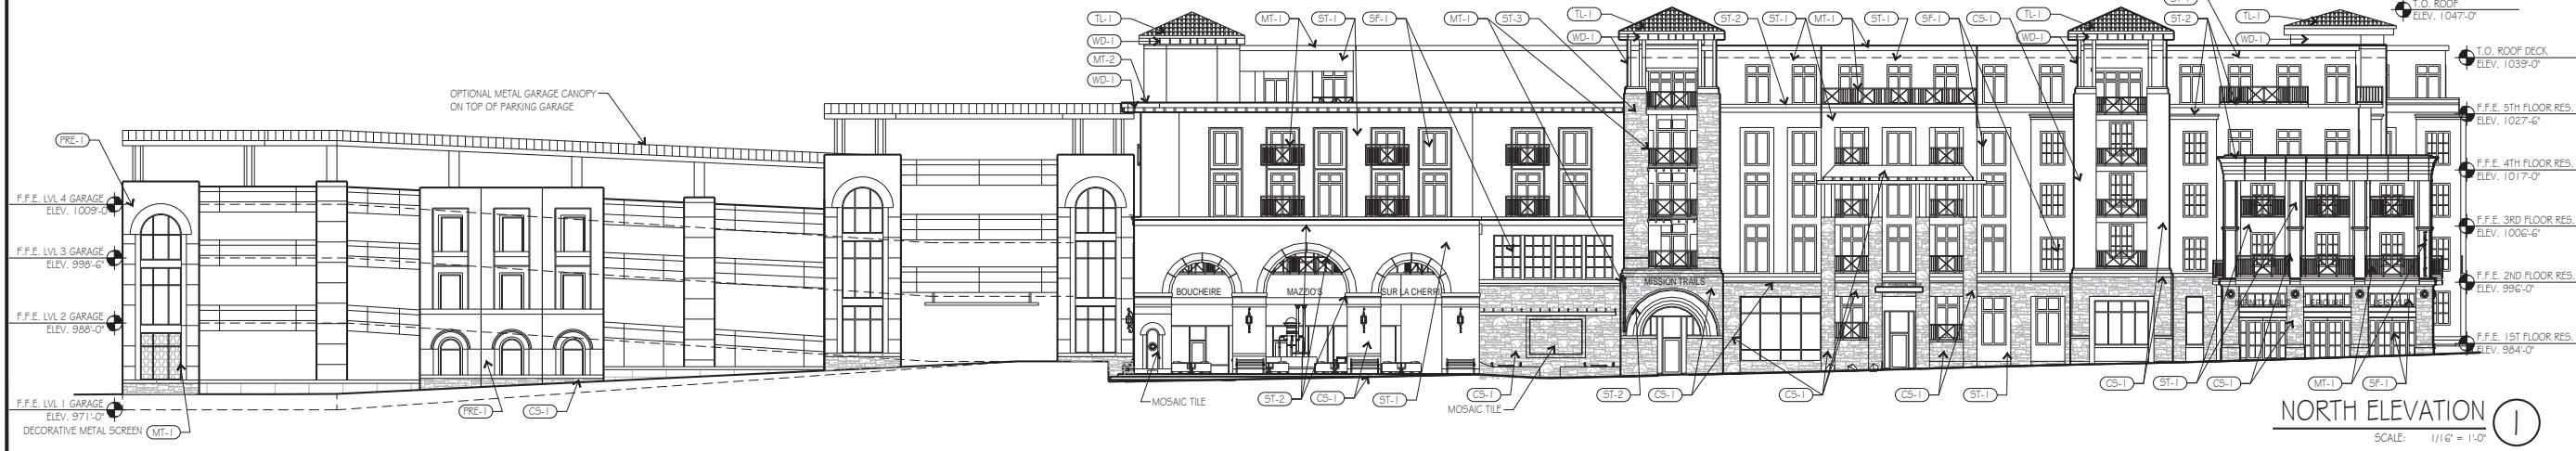 TL-1
MT-1
ST-1
SF-1
MT-1
ST-3
TL-1
ST-2
ST-1
MT-1
ST-1
SF-1
CS-1
TL-1
ST-2
TL-1
T.O. ROOF
ELEV. 1047'-0"
WD-1
WD-1
WD-1
WD-1
MT-2
WD-1
T.O. ROOF DECK
ELEV. 1039'-0"
OPTIONAL METAL GARAGE CANOPY
ON TOP OF PARKING GARAGE
F.F.E. 5TH FLOOR RES.
ELEV. 1027'-6"
PRE-1
F.F.E. 4TH FLOOR RES.
ELEV. 1017'-0"
F.F.E. LVL 4 GARAGE
ELEV. 1009'-0"
F.F.E. 3RD FLOOR RES.
ELEV. 1006'-6"
F.F.E. LVL 3 GARAGE
ELEV. 998'-6"
F.F.E. 2ND FLOOR RES.
ELEV. 996'-0"
BOUCHEIRE
MAZZIO'S
SUR LA CHERRI
MISSION TRAILS
EPICURE
F.F.E. LVL 2 GARAGE
ELEV. 988'-0"
F.F.E. 1ST FLOOR RES.
ELEV. 984'-0"
F.F.E. LVL 1 GARAGE
ELEV. 971'-0"
DECORATIVE METAL SCREEN
MT-1
PRE-1
CS-1
MOSAIC TILE
ST-2
CS-1
ST-1
CS-1
MOSAIC TILE
ST-2
CS-1
CS-1
CS-1
ST-1
CS-1
ST-1
CS-1
MT-1
SF-1
NORTH ELEVATION
1
SCALE: 1/16" = 1'-0"